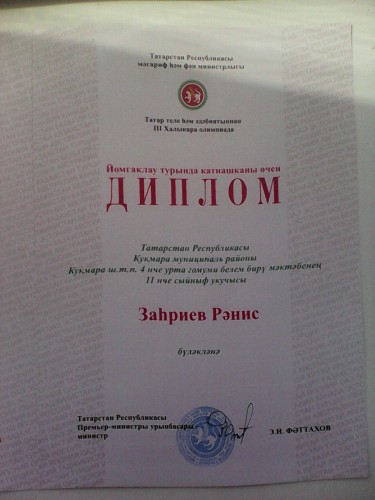 Татарстан Республикасы
мәгариф һәм фән министрлыгы
Татар теле һәм әдәбиятыннан
III Халыкара олимпиада
Йомгаклау турында катнашканы өчен
ДИПЛОМ
Татарстан Республикасы
Кукмара муниципаль районы
Кукмара ш.т.п. 4 нче урта гомуми белем бирү мәктәбенең
11 нче сыйныф укучысы
Заһриев Рәнис
бүләкләнә
Татарстан Республикасы
Премьер-министры урынбасары
министр
Э.Н. ФӘТТАХОВ